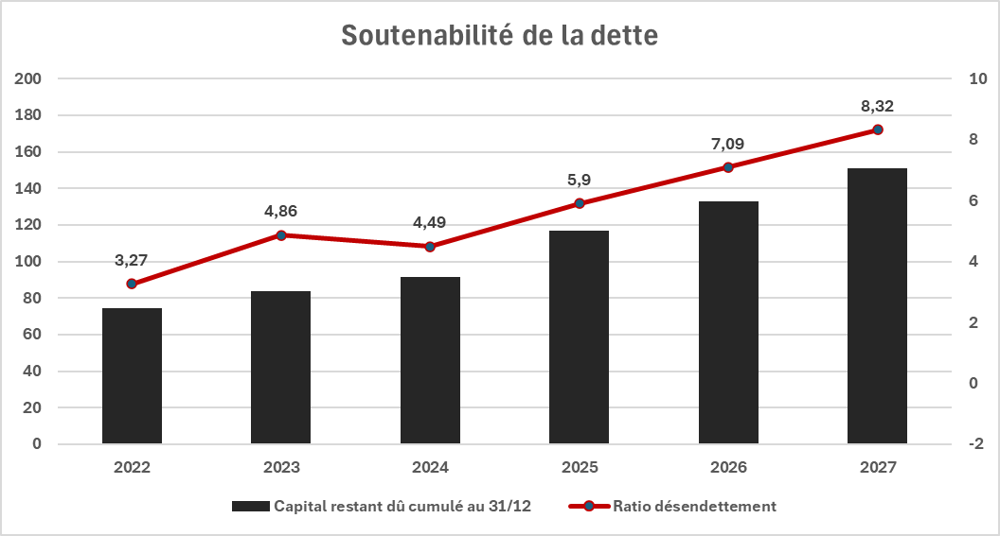 Soutenabilité de la dette
200 10
180 8,32
8
160 7,09
140 5,9 6
120 4,86
4,49
100 3,27 4
80
60 2
40 0
20
0 -2
2022 2023 2024 2025 2026 2027
Capital restant dû cumulé au 31/12 Ratio désendettement